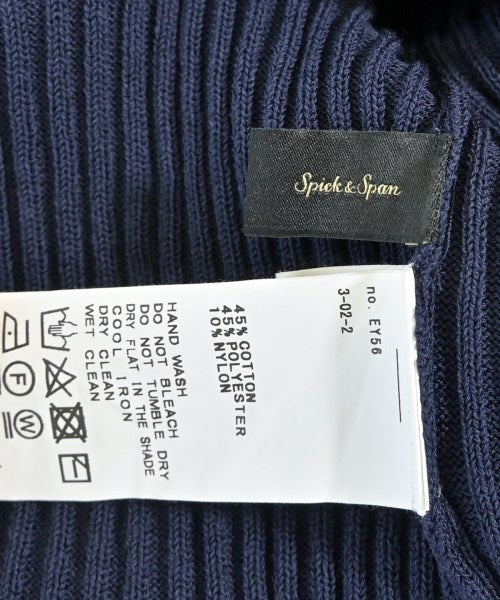 Spick & Span
no. EY56
3-02-2
45% COTTON
45% POLYESTER
10% NYLON
HAND WASH
DO NOT BLEACH
DO NOT TUMBLE DRY
DRY FLAT IN THE SHADE
COOL IRON
DRY CLEAN
WET CLEAN
F
W